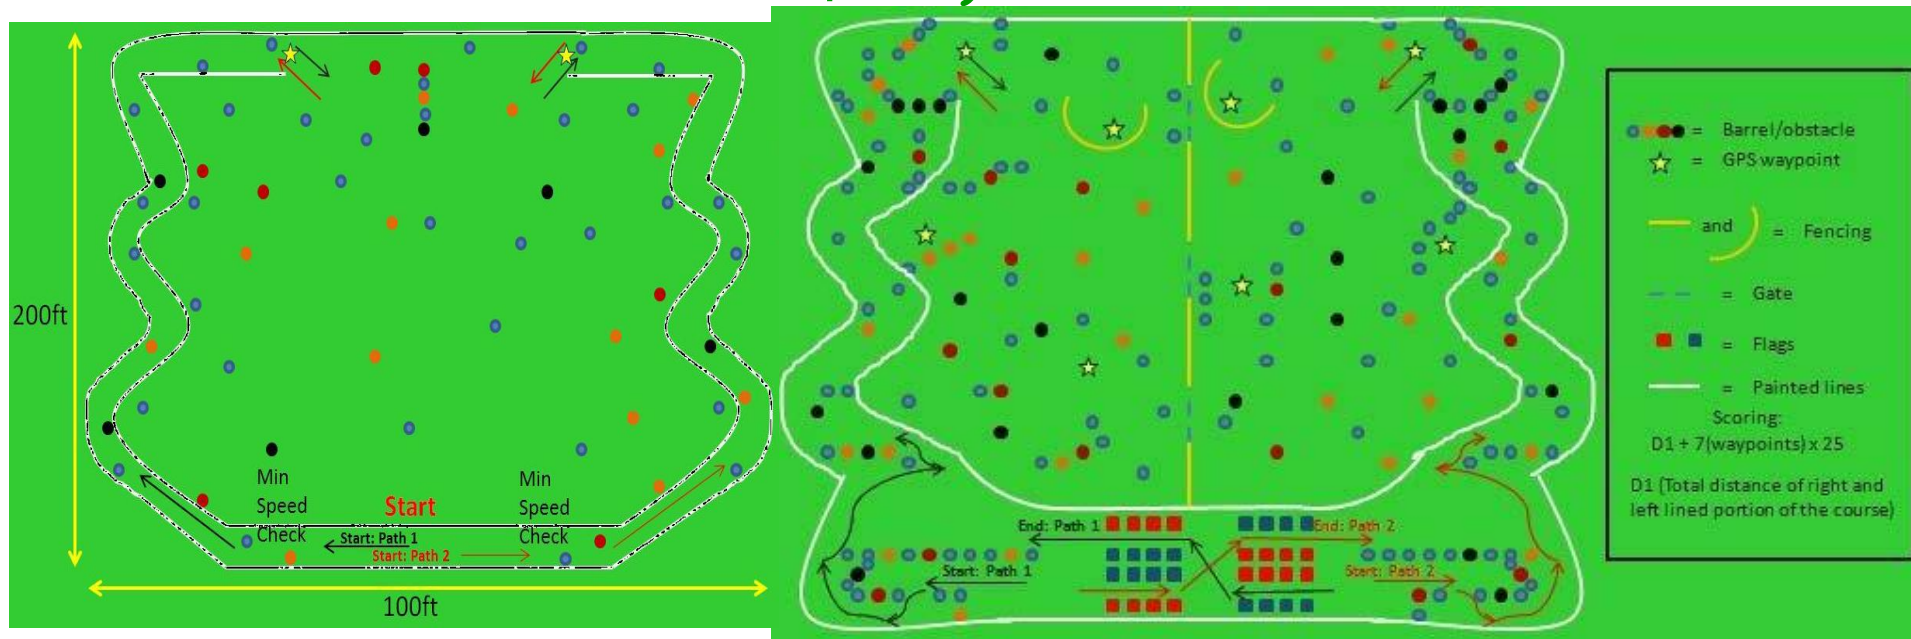 200ft
Min
Speed
Check
Start
Min
Speed
Check
Start: Path 1
Start: Path 2
100ft
End: Path 1
End: Path 2
Start: Path 1
Start: Path 2
= Barrel/obstacle
= GPS waypoint
and = Fencing
= Gate
= Flags
= Painted lines
Scoring:
D1 + 7(waypoints) x 25
D1 (Total distance of right and
left lined portion of the course)